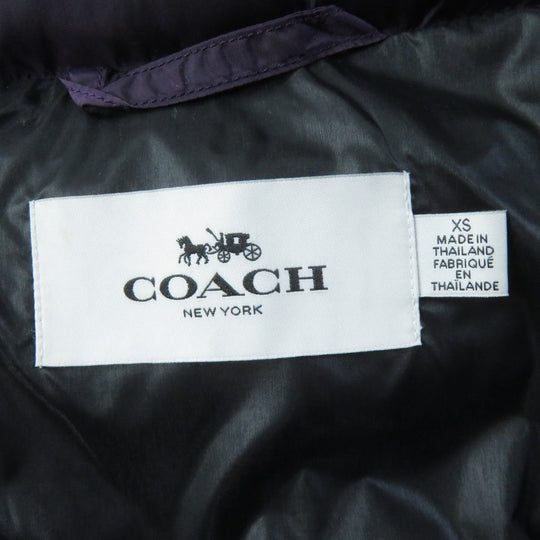 COACH
NEW YORK
XS
MADE IN
THAILAND
FABRIQUÉ
EN
THAÏLANDE